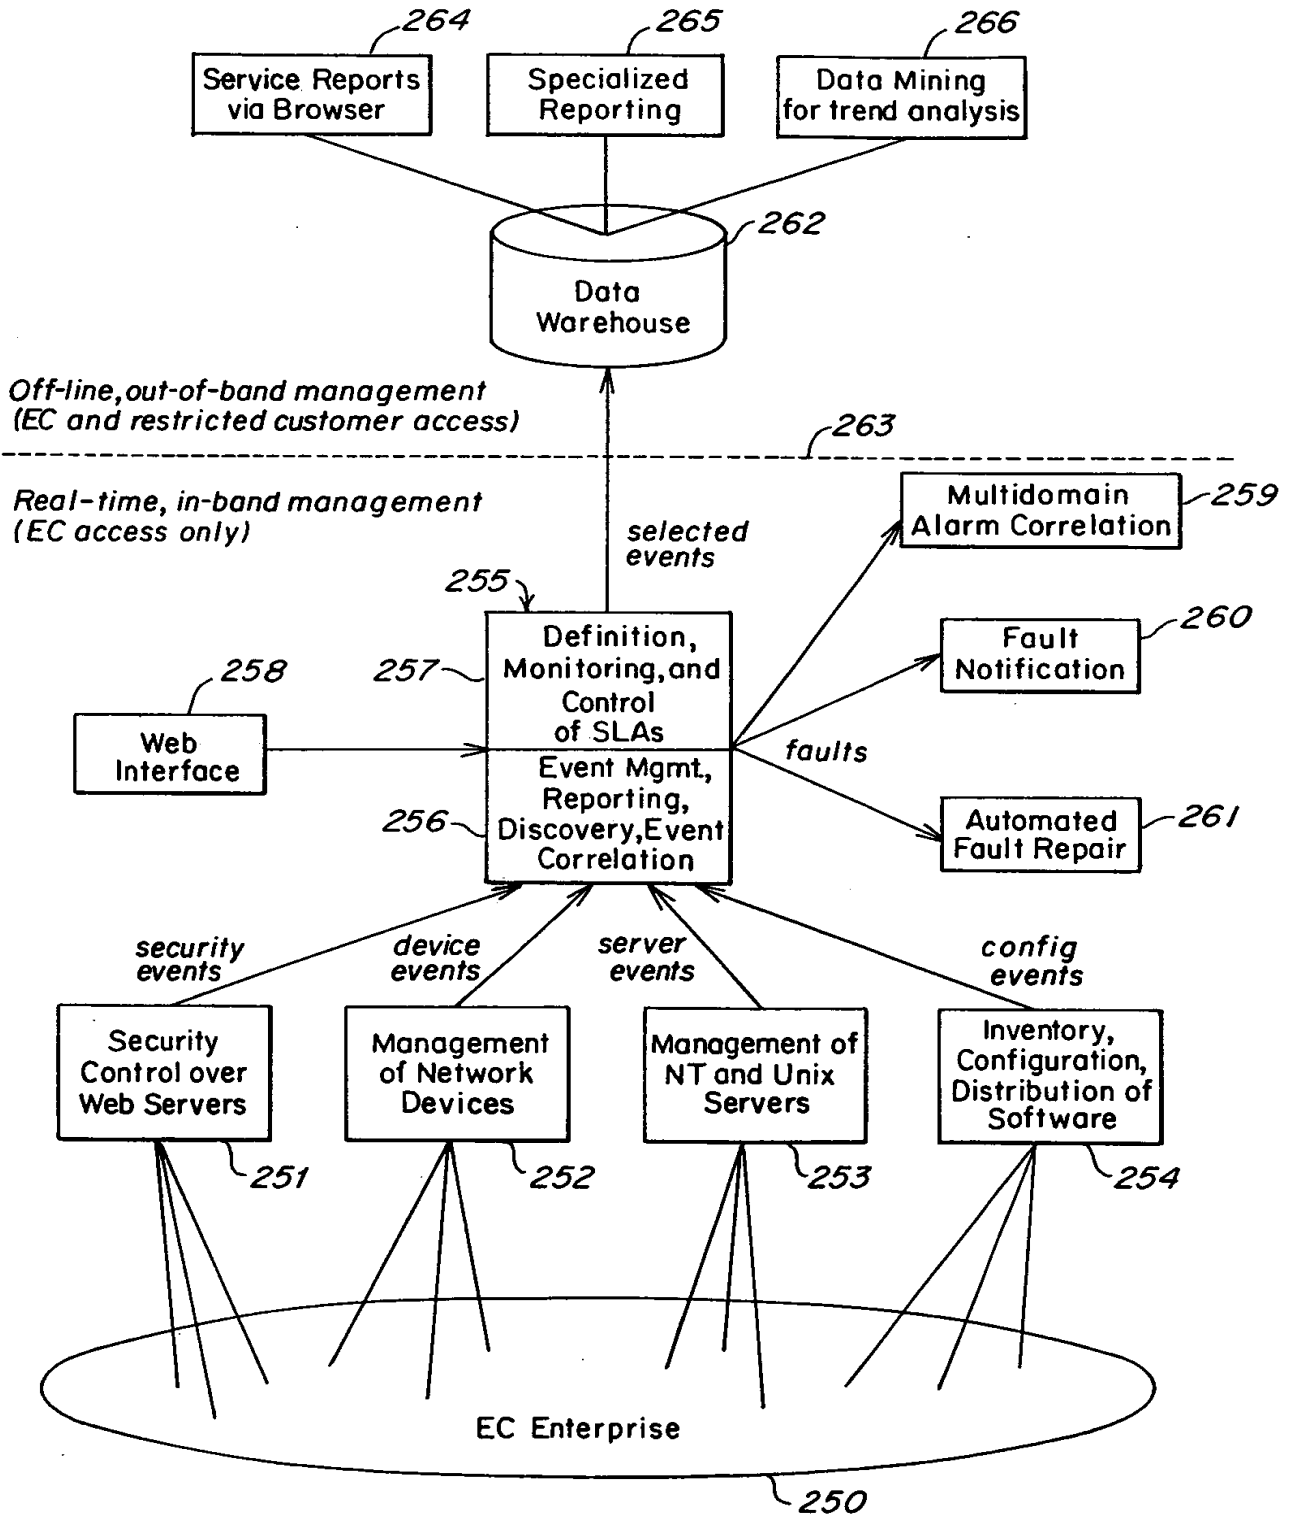 264
265
266
Service Reports
via Browser
Specialized
Reporting
Data Mining
for trend analysis
262
Data
Warehouse
Off-line, out-of-band management
(EC and restricted customer access)
263
Real-time, in-band management
(EC access only)
Multidomain
Alarm Correlation
259
selected
events
255
Definition,
Monitoring, and
Control
of SLAs
257
Fault
Notification
260
258
Web
Interface
faults
Event Mgmt,
Reporting,
Discovery, Event
Correlation
256
Automated
Fault Repair
261
security
events
device
events
server
events
config
events
Security
Control over
Web Servers
Management
of Network
Devices
Management of
NT and Unix
Servers
Inventory,
Configuration,
Distribution of
Software
251
252
253
254
EC Enterprise
250